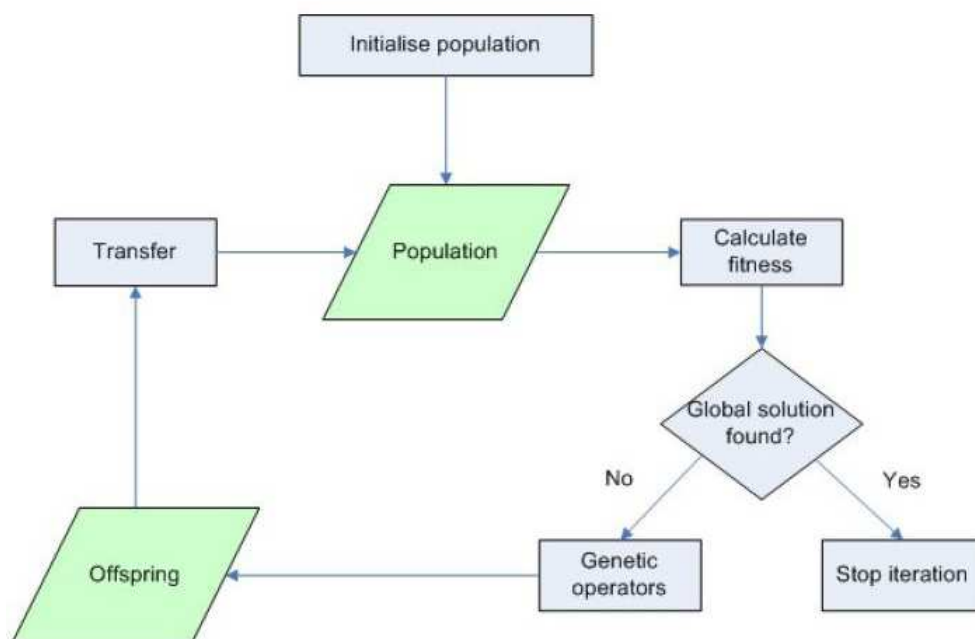 Initialise population
Transfer
Population
Calculate
fitness
Global solution
found?
No
Yes
Offspring
Genetic
operators
Stop iteration